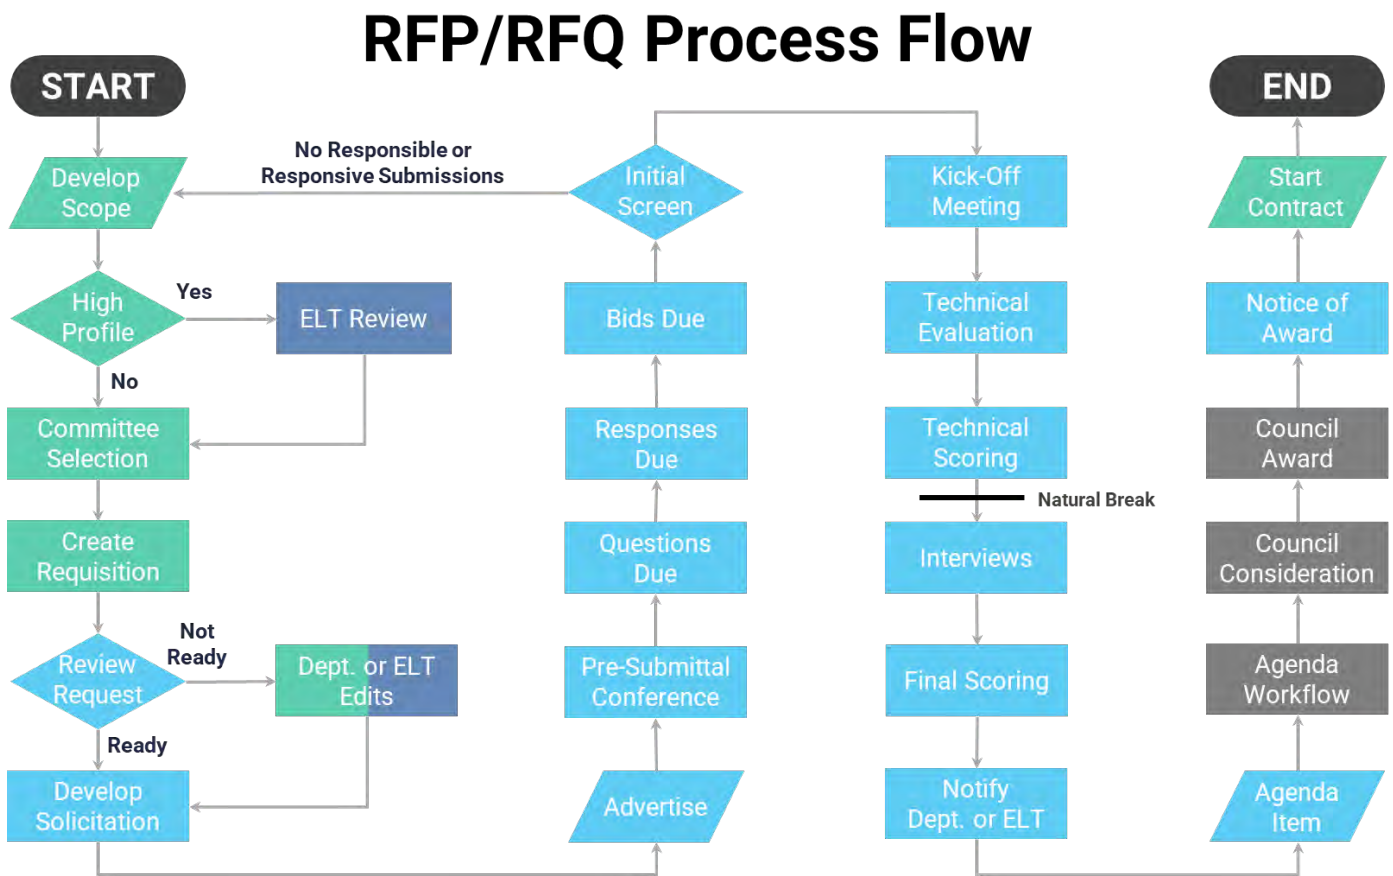 RFP/RFQ Process Flow
START
Develop
Scope
High
Profile
Yes
ELT Review
No
Committee
Selection
Create
Requisition
Review
Request
Not
Ready
Dept. or ELT
Edits
Ready
Develop
Solicitation
Advertise
Pre-Submittal
Conference
Questions
Due
Responses
Due
Bids Due
Initial
Screen
No Responsible or
Responsive Submissions
Kick-Off
Meeting
Technical
Evaluation
Technical
Scoring
Natural Break
Interviews
Final Scoring
Notify
Dept. or ELT
Agenda
Item
Agenda
Workflow
Council
Consideration
Council
Award
Notice of
Award
Start
Contract
END